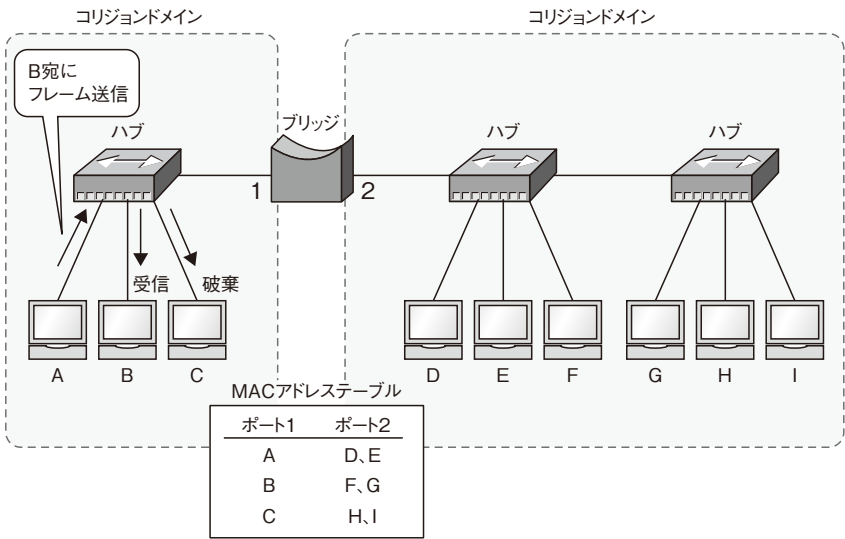 コリジョンドメイン
コリジョンドメイン
B宛に
フレーム送信
ハブ
ブリッジ
ハブ
ハブ
1
2
受信
破棄
A
B
C
D
E
F
G
H
I
MACアドレステーブル
ポート1 ポート2
A D、E
B F、G
C H、I